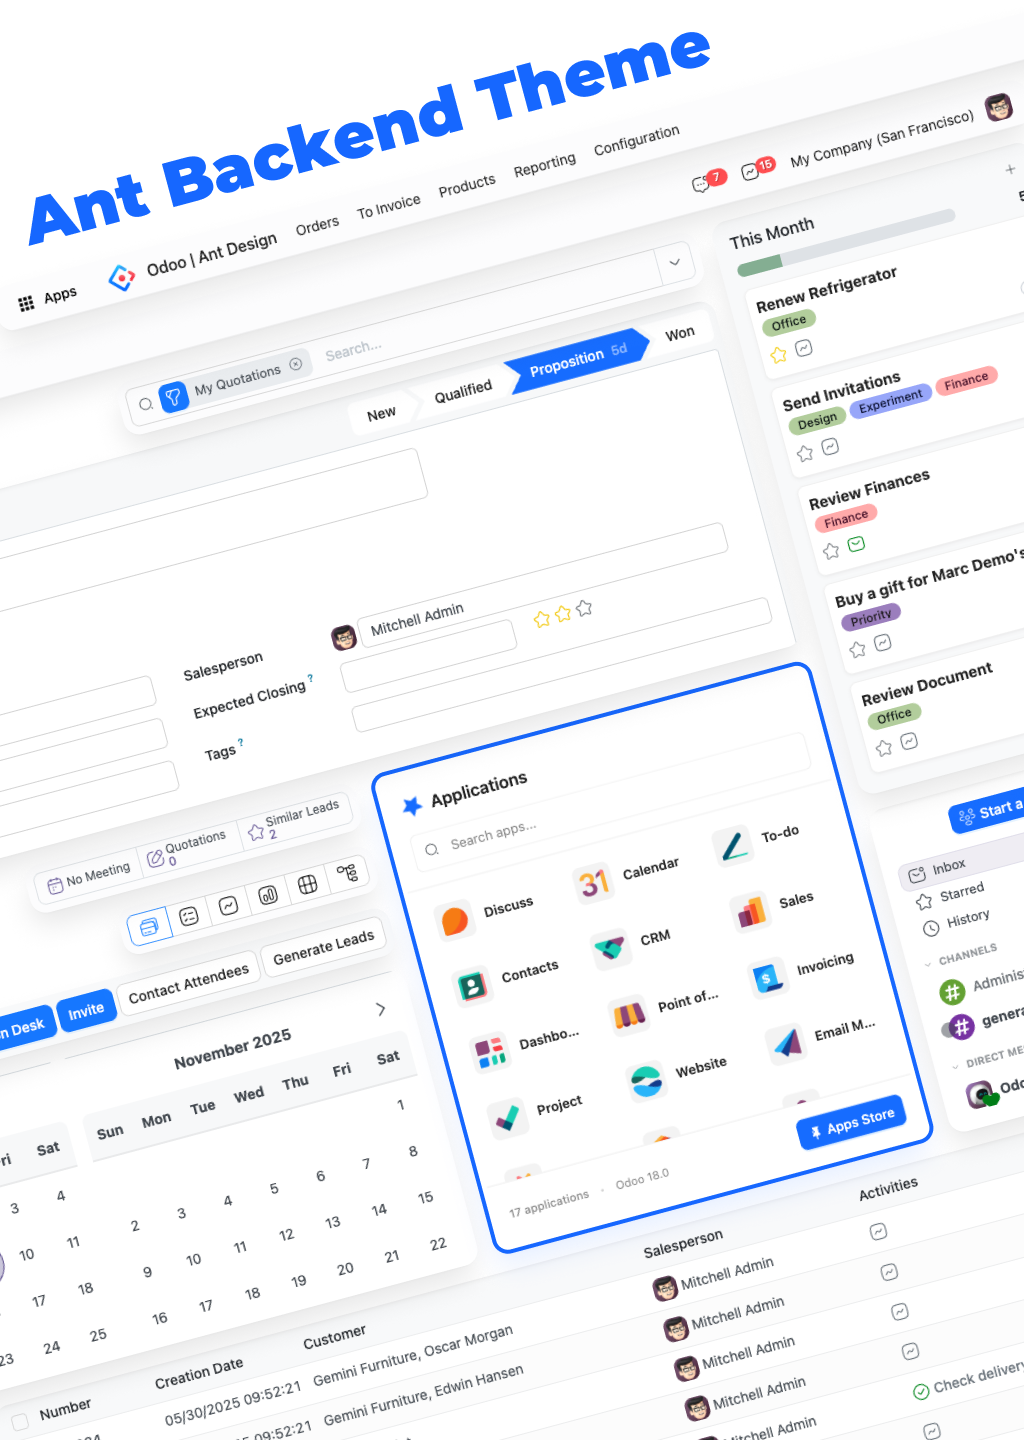 Ant Backend Theme
Apps
Odoo | Ant Design
Orders
To Invoice
Products
Reporting
Configuration
7
15
My Company (San Francisco)
My Quotations
Search...
New
Qualified
Proposition 5d
Won
Salesperson
Mitchell Admin
Expected Closing ?
Tags ?
No Meeting
Quotations
0
Similar Leads
2
Invite
Contact Attendees
Generate Leads
This Month
Renew Refrigerator
Office
Send Invitations
Design Experiment Finance
Review Finances
Finance
Buy a gift for Marc Demo's
Priority
Review Document
Office
Applications
Search apps...
Discuss
Calendar
To-do
Contacts
CRM
Sales
Dashbo...
Point of...
Invoicing
Project
Website
Email M...
17 applications · Odoo 18.0
Apps Store
Start a
Inbox
Starred
History
CHANNELS
DIRECT
November 2025
Sat
3 4
10 11
17 18
23 24 25
Sun Mon Tue Wed Thu Fri Sat
1
2 3 4 5 6 7 8
9 10 11 12 13 14 15
16 17 18 19 20 21 22
Number
Creation Date
Customer
Salesperson
Activities
05/30/2025 09:52:21 Gemini Furniture, Oscar Morgan Mitchell Admin
09:52:21 Gemini Furniture, Edwin Hansen Mitchell Admin
Mitchell Admin
Mitchell Admin
Admin
Check delivery